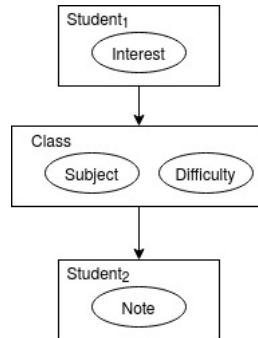 Student₁
Interest
Class
Subject Difficulty
Student₂
Note